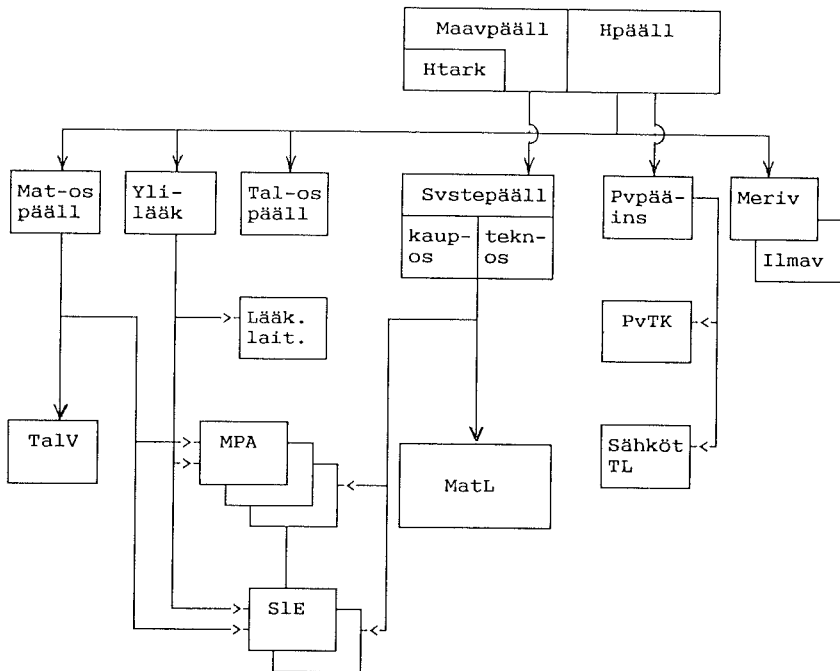 Maavpääll Hpääll
Htark
Mat-os
pääll
Yli-
lääk
Tal-os
pääll
Svstepääll
kaup-
os
tekn-
os
Pvpää-
ins
Meriv
Ilmav
Lääk.
lait.
PvTK
TalV
MPA
MatL
Sähköt
TL
SlE